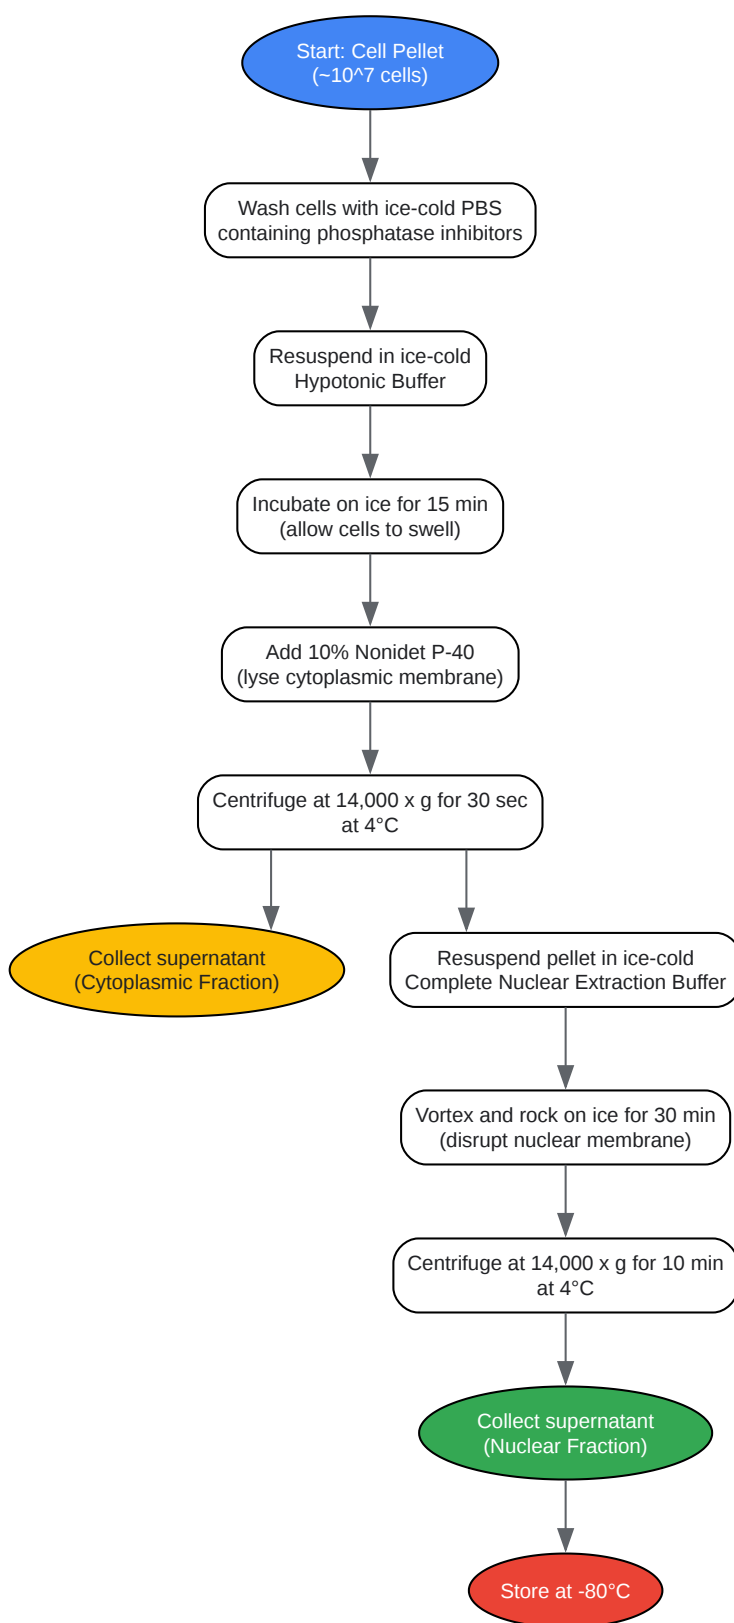 Start: Cell Pellet
(~10^7 cells)
Wash cells with ice-cold PBS
containing phosphatase inhibitors
Resuspend in ice-cold
Hypotonic Buffer
Incubate on ice for 15 min
(allow cells to swell)
Add 10% Nonidet P-40
(lyse cytoplasmic membrane)
Centrifuge at 14,000 x g for 30 sec
at 4°C
Collect supernatant
(Cytoplasmic Fraction)
Resuspend pellet in ice-cold
Complete Nuclear Extraction Buffer
Vortex and rock on ice for 30 min
(disrupt nuclear membrane)
Centrifuge at 14,000 x g for 10 min
at 4°C
Collect supernatant
(Nuclear Fraction)
Store at -80°C